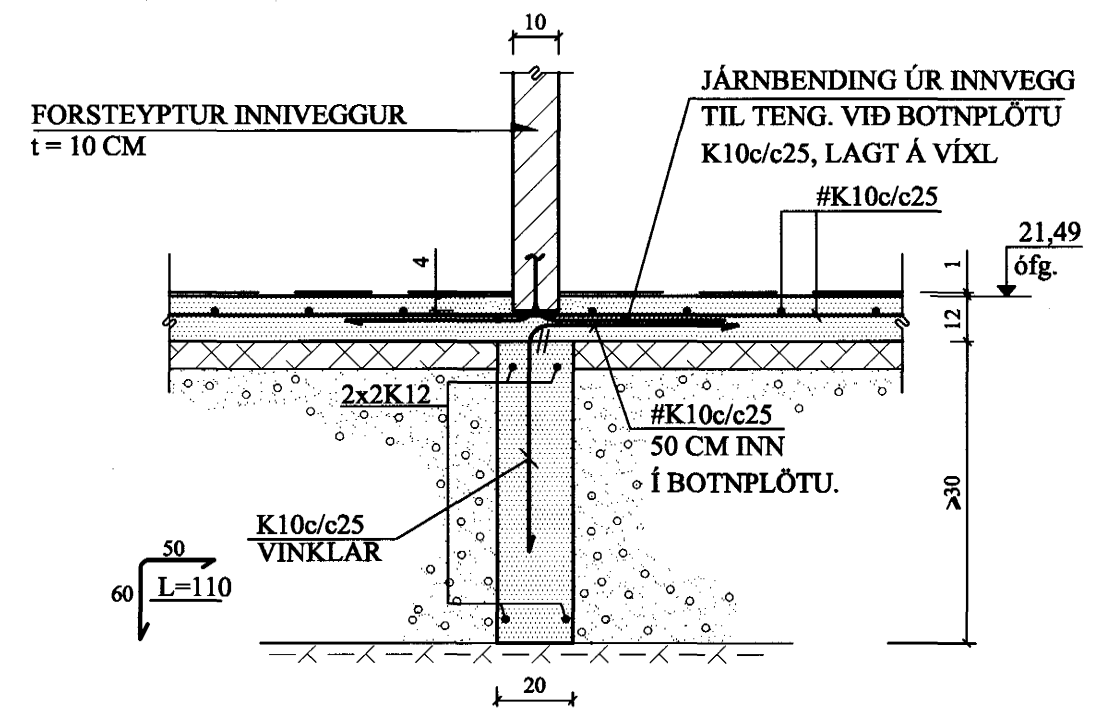 10
FORSTEYPTUR INNIVEGGUR
t = 10 CM
JÁRNBENDING ÚR INNVEGG
TIL TENG. VIÐ BOTNPLÖTU
K10c/c25, LAGT Á VÍXL
#K10c/c25
21,49
ófg.
4
1
12
2x2K12
#K10c/c25
50 CM INN
Í BOTNPLÖTU.
⩾30
K10c/c25
VINKLAR
50
60
L=110
20